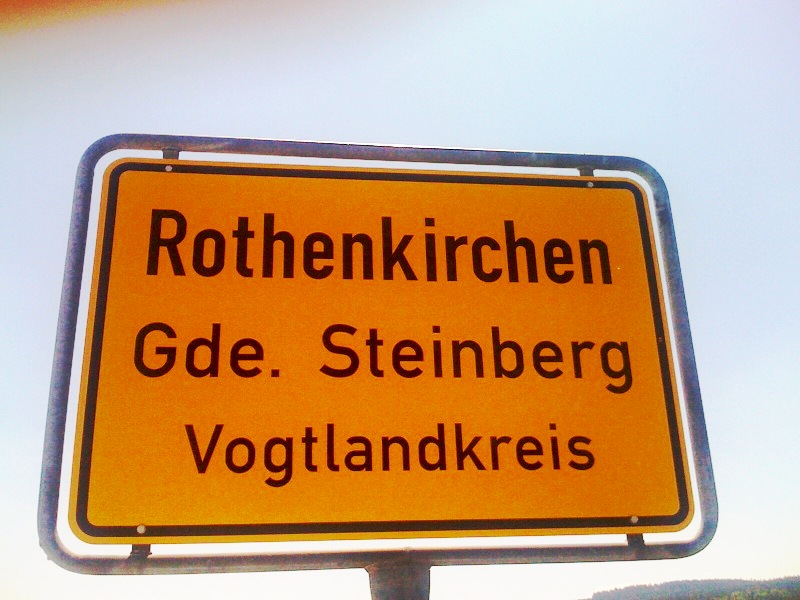 Rothenkirchen
Gde. Steinberg
Vogtlandkreis